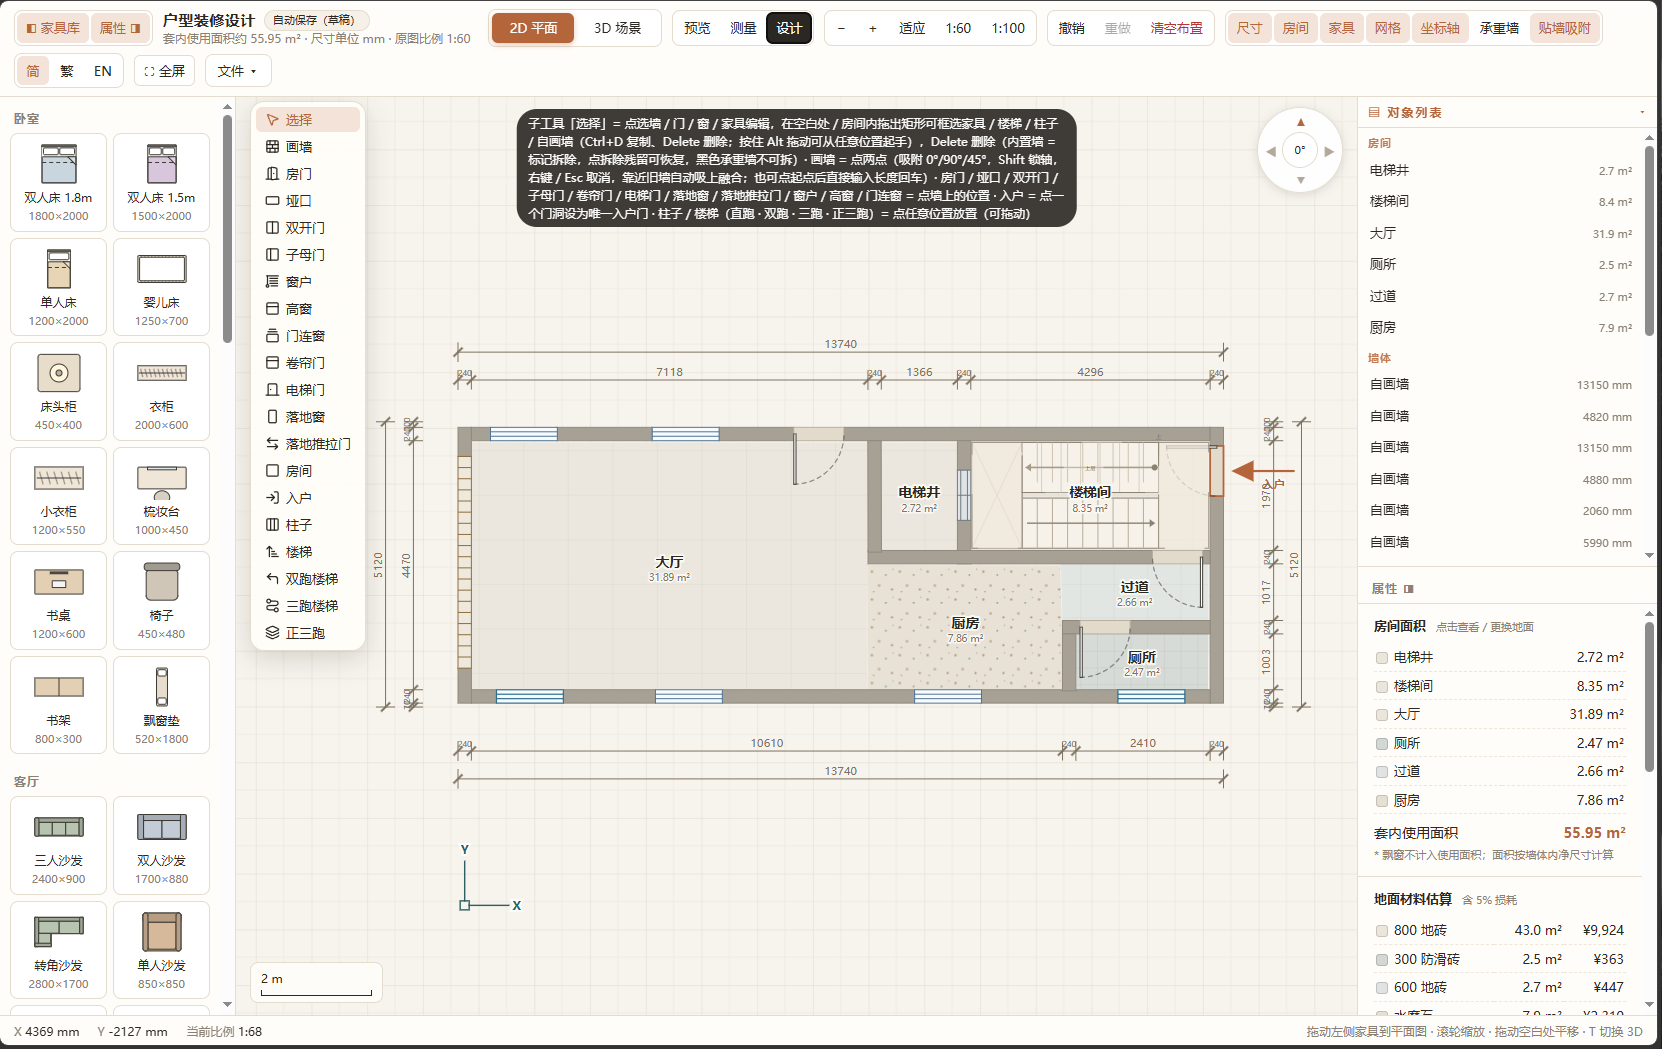 家具库
属性
户型装修设计
自动保存（草稿）
套内使用面积约 55.95 m² · 尺寸单位 mm · 原图比例 1:60
2D 平面
3D 场景
预览
测量
设计
−
+
适应
1:60
1:100
撤销
重做
清空布置
尺寸
房间
家具
网格
坐标轴
承重墙
贴墙吸附
简
繁
EN
全屏
文件
卧室
双人床 1.8m
1800×2000
双人床 1.5m
1500×2000
单人床
1200×2000
婴儿床
1250×700
床头柜
450×400
衣柜
2000×600
小衣柜
1200×550
梳妆台
1000×450
书桌
1200×600
椅子
450×480
书架
800×300
飘窗垫
520×1800
客厅
三人沙发
2400×900
双人沙发
1700×880
转角沙发
2800×1700
单人沙发
850×850
选择
画墙
房门
垭口
双开门
子母门
窗户
高窗
门连窗
卷帘门
电梯门
落地窗
落地推拉门
房间
入户
柱子
楼梯
双跑楼梯
三跑楼梯
正三跑
子工具「选择」= 点选墙 / 门 / 窗 / 家具编辑，在空白处 / 房间内拖出矩形可框选家具 / 楼梯 / 柱子
/ 自画墙（Ctrl+D 复制、Delete 删除；按住 Alt 拖动可从任意位置起手），Delete 删除（内置墙 =
标记拆除，点拆除残留可恢复，黑色承重墙不可拆）· 画墙 = 点两点（吸附 0°/90°/45°，Shift 锁轴，
右键 / Esc 取消，靠近旧墙自动吸上融合；也可点起点后直接输入长度回车）· 房门 / 垭口 / 双开门 /
子母门 / 卷帘门 / 电梯门 / 落地窗 / 落地推拉门 / 窗户 / 高窗 / 门连窗 = 点墙上的位置 · 入户 = 点一
个门洞设为唯一入户门 · 柱子 / 楼梯（直跑 · 双跑 · 三跑 · 正三跑）= 点任意位置放置（可拖动）
0°
13740
240
7118
240
1366
240
4296
240
5120
4470
240
大厅
31.89 m²
电梯井
2.72 m²
上层
楼梯间
8.35 m²
过道
2.66 m²
厨房
7.86 m²
厕所
2.47 m²
入户
1970
240
1017
240
1003
240
5120
240
10610
240
2410
240
13740
Y
X
2 m
对象列表
房间
电梯井 2.7 m²
楼梯间 8.4 m²
大厅 31.9 m²
厕所 2.5 m²
过道 2.7 m²
厨房 7.9 m²
墙体
自画墙 13150 mm
自画墙 4820 mm
自画墙 13150 mm
自画墙 4880 mm
自画墙 2060 mm
自画墙 5990 mm
属性
房间面积 点击查看 / 更换地面
电梯井 2.72 m²
楼梯间 8.35 m²
大厅 31.89 m²
厕所 2.47 m²
过道 2.66 m²
厨房 7.86 m²
套内使用面积 55.95 m²
* 飘窗不计入使用面积；面积按墙体内净尺寸计算
地面材料估算 含 5% 损耗
800 地砖 43.0 m² ¥9,924
300 防滑砖 2.5 m² ¥363
600 地砖 2.7 m² ¥447
X 4369 mm
Y -2127 mm
当前比例 1:68
拖动左侧家具到平面图 · 滚轮缩放 · 拖动空白处平移 · T 切换 3D